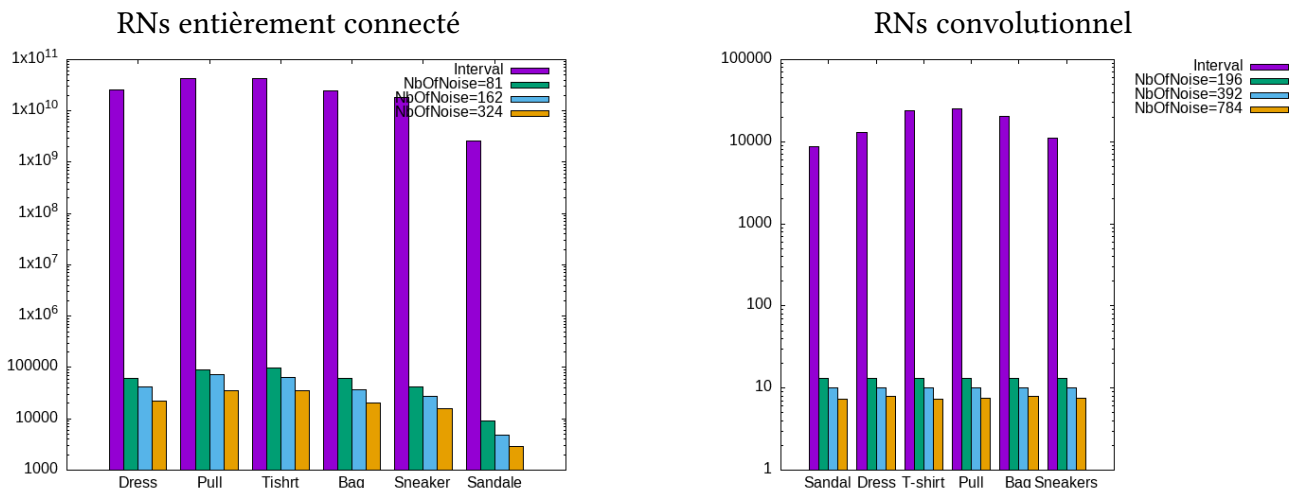 RNs entièrement connecté
1x10^11
1x10^10
1x10^9
1x10^8
1x10^7
1x10^6
100000
10000
1000
Interval
NbOfNoise=81
NbOfNoise=162
NbOfNoise=324
Dress Pull Tishrt Bag Sneaker Sandale
RNs convolutionnel
100000
10000
1000
100
10
1
Interval
NbOfNoise=196
NbOfNoise=392
NbOfNoise=784
Sandal Dress T-shirt Pull Bag Sneakers